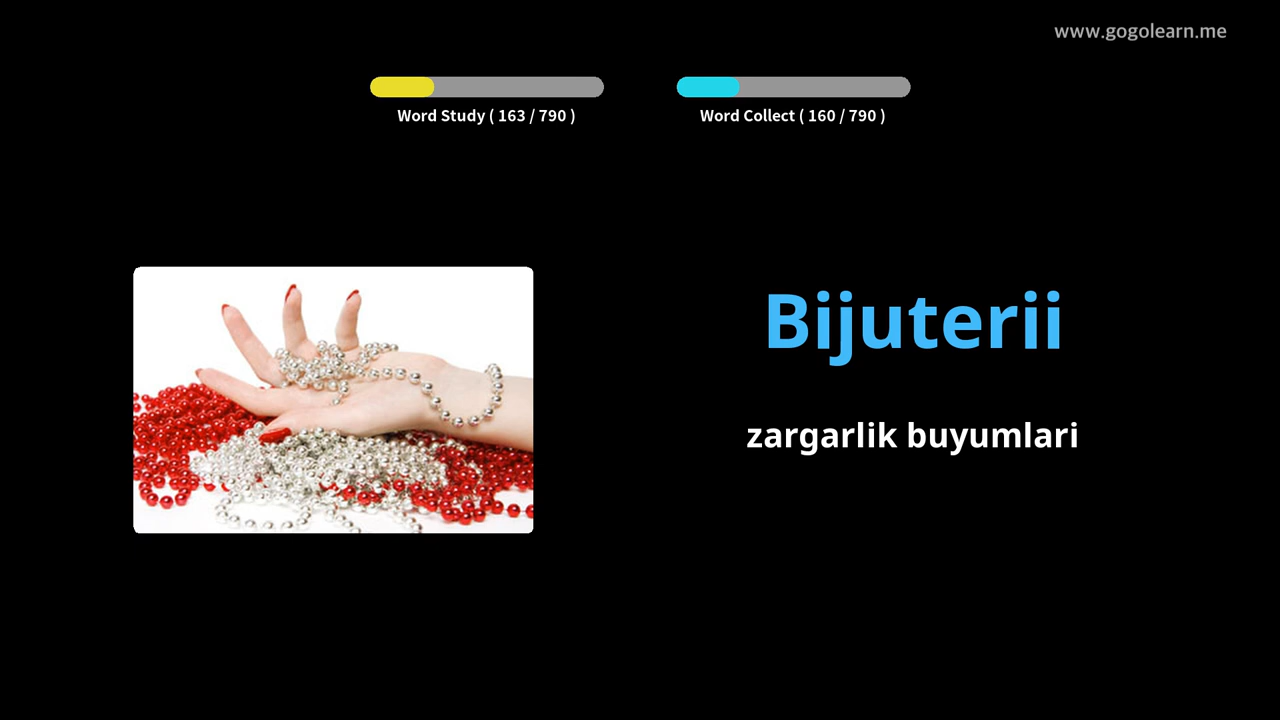 www.gogolearn.me
Word Study ( 163 / 790 )
Word Collect ( 160 / 790 )
Bijuterii
zargarlik buyumlari